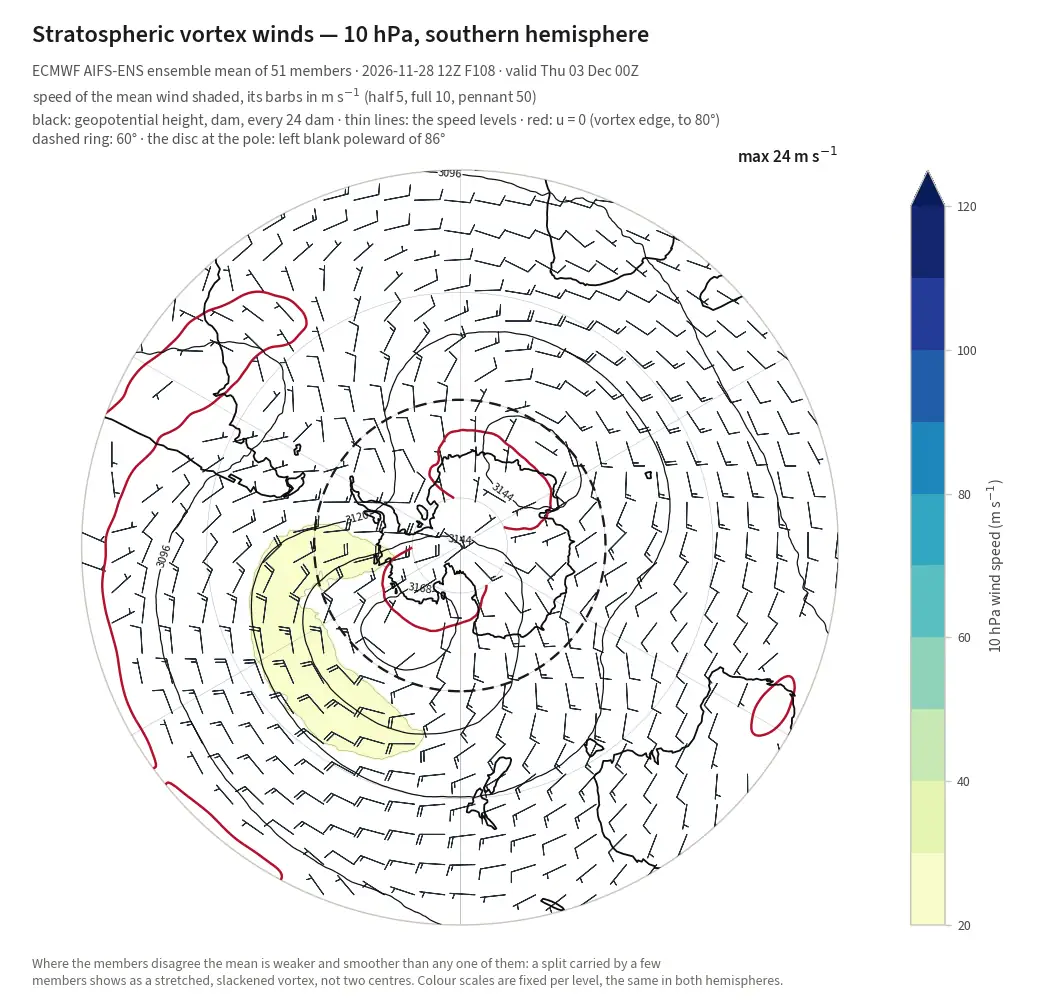 Stratospheric vortex winds — 10 hPa, southern hemisphere
ECMWF AIFS-ENS ensemble mean of 51 members · 2026-11-28 12Z F108 · valid Thu 03 Dec 00Z
speed of the mean wind shaded, its barbs in m s⁻¹ (half 5, full 10, pennant 50)
black: geopotential height, dam, every 24 dam · thin lines: the speed levels · red: u = 0 (vortex edge, to 80°)
dashed ring: 60° · the disc at the pole: left blank poleward of 86°
max 24 m s⁻¹
3096
120
100
80
60
40
20
10 hPa wind speed (m s⁻¹)
3144
3120
3144
3096
3168
Where the members disagree the mean is weaker and smoother than any one of them: a split carried by a few
members shows as a stretched, slackened vortex, not two centres. Colour scales are fixed per level, the same in both hemispheres.